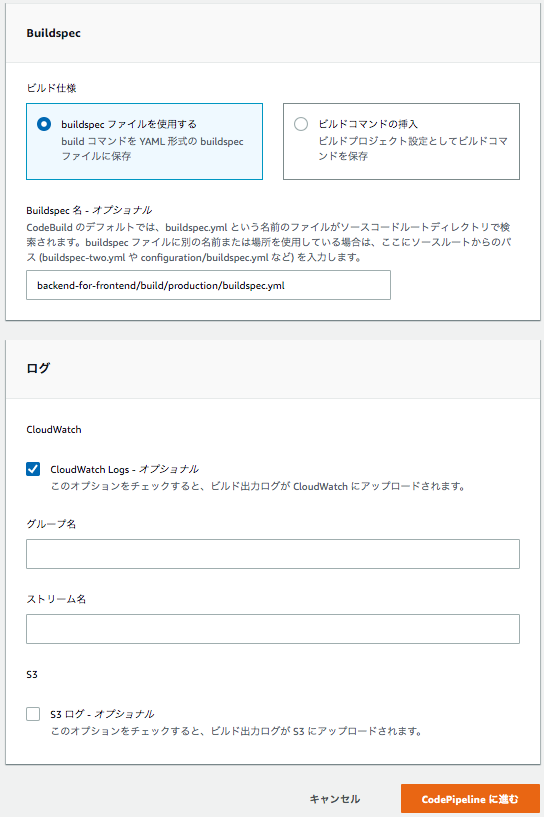 Buildspec
ビルド仕様
buildspec ファイルを使用する
build コマンドを YAML 形式の buildspec
ファイルに保存
ビルドコマンドの挿入
ビルドプロジェクト設定としてビルドコマ
ンドを保存
Buildspec 名 - オプショナル
CodeBuild のデフォルトでは、buildspec.yml という名前のファイルがソースコードルートディレクトリで検
索されます。buildspec ファイルに別の名前または場所を使用している場合は、ここにソースルートからのパ
ス (buildspec-two.yml や configuration/buildspec.yml など) を入力します。
backend-for-frontend/build/production/buildspec.yml
ログ
CloudWatch
CloudWatch Logs - オプショナル
このオプションをチェックすると、ビルド出力ログが CloudWatch にアップロードされます。
グループ名
ストリーム名
S3
S3 ログ - オプショナル
このオプションをチェックすると、ビルド出力ログが S3 にアップロードされます。
キャンセル
CodePipeline に進む